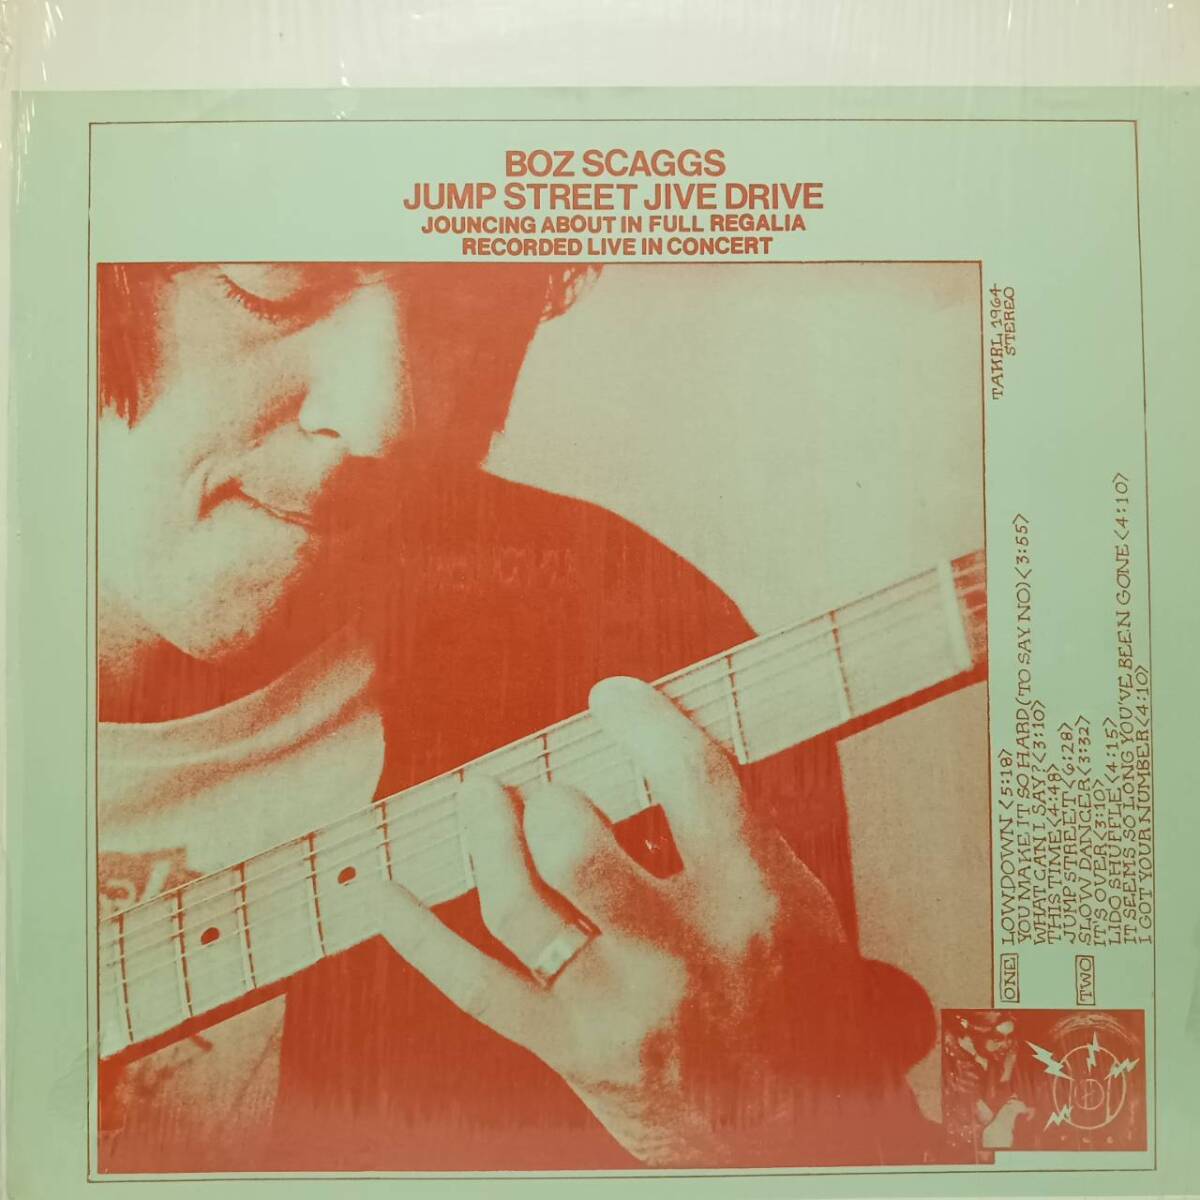 BOZ SCAGGS
JUMP STREET JIVE DRIVE
JOUNCING ABOUT IN FULL REGALIA
RECORDED LIVE IN CONCERT
TAKRL 1964
STEREO
ONE
LOWDOWN <5:18>
YOU MAKE IT SO HARD (TO SAY NO) <3:55>
WHAT CAN I SAY? <3:10>
THIS TIME <4:48>
JUMP STREET <6:28>
TWO
SLOW DANCER <3:32>
IT'S OVER <3:10>
LIDO SHUFFLE <4:15>
IT SEEMS SO LONG YOU'VE BEEN GONE <4:10>
I GOT YOUR NUMBER <4:10>